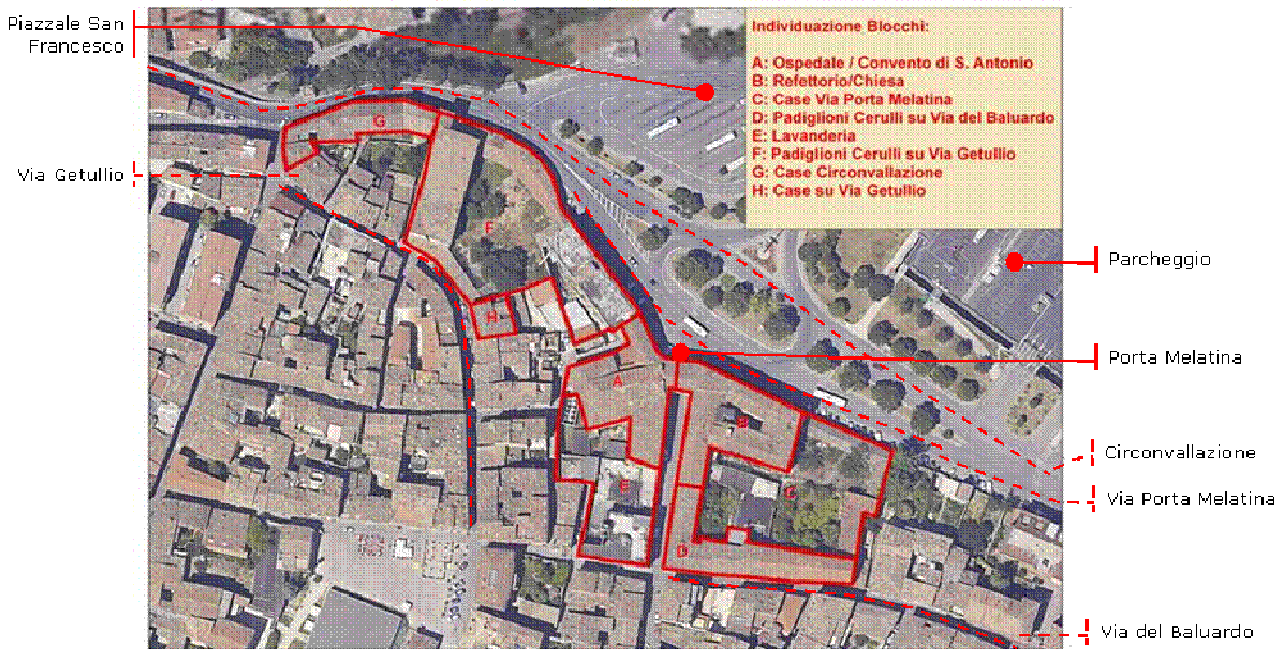 Piazzale San
Francesco
Via Getullio
Individuazione Blocchi:
A: Ospedale / Convento di S. Antonio
B: Refettorio/Chiesa
C: Case Via Porta Melatina
D: Padiglioni Cerulli su Via del Baluardo
E: Lavanderia
F: Padiglioni Cerulli su Via Getullio
G: Case Circonvallazione
H: Case su Via Getullio
Parcheggio
Porta Melatina
Circonvallazione
Via Porta Melatina
Via del Baluardo
G
F
H
A
B
E
C
D